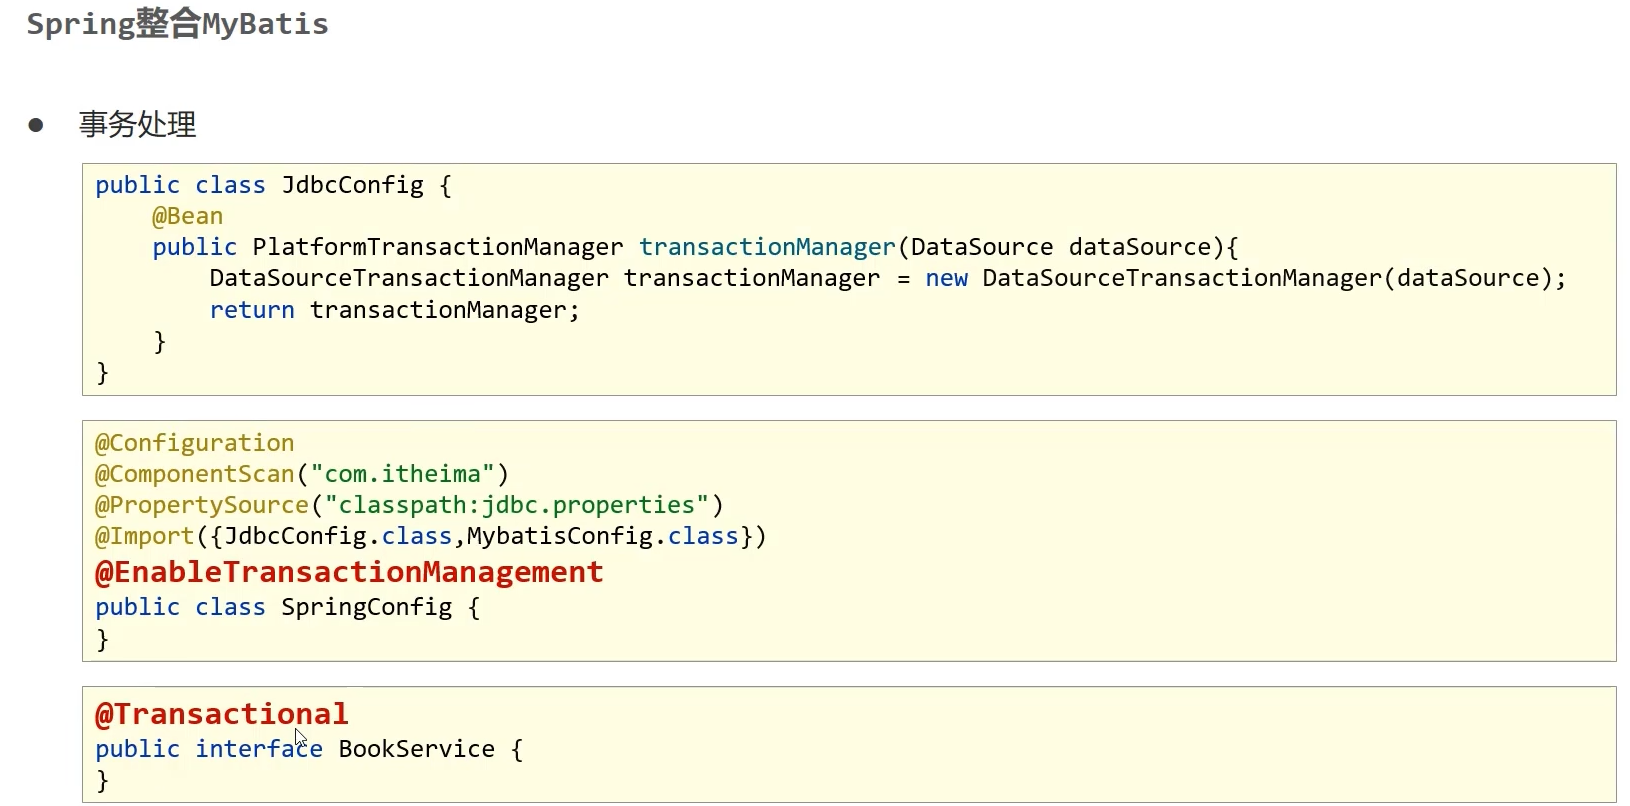 Spring整合MyBatis
事务处理
public class JdbcConfig {
@Bean
public PlatformTransactionManager transactionManager(DataSource dataSource){
DataSourceTransactionManager transactionManager = new DataSourceTransactionManager(dataSource);
return transactionManager;
}
}
@Configuration
@ComponentScan("com.itheima")
@PropertySource("classpath:jdbc.properties")
@Import({JdbcConfig.class,MybatisConfig.class})
@EnableTransactionManagement
public class SpringConfig {
}
@Transactional
public interface BookService {
}